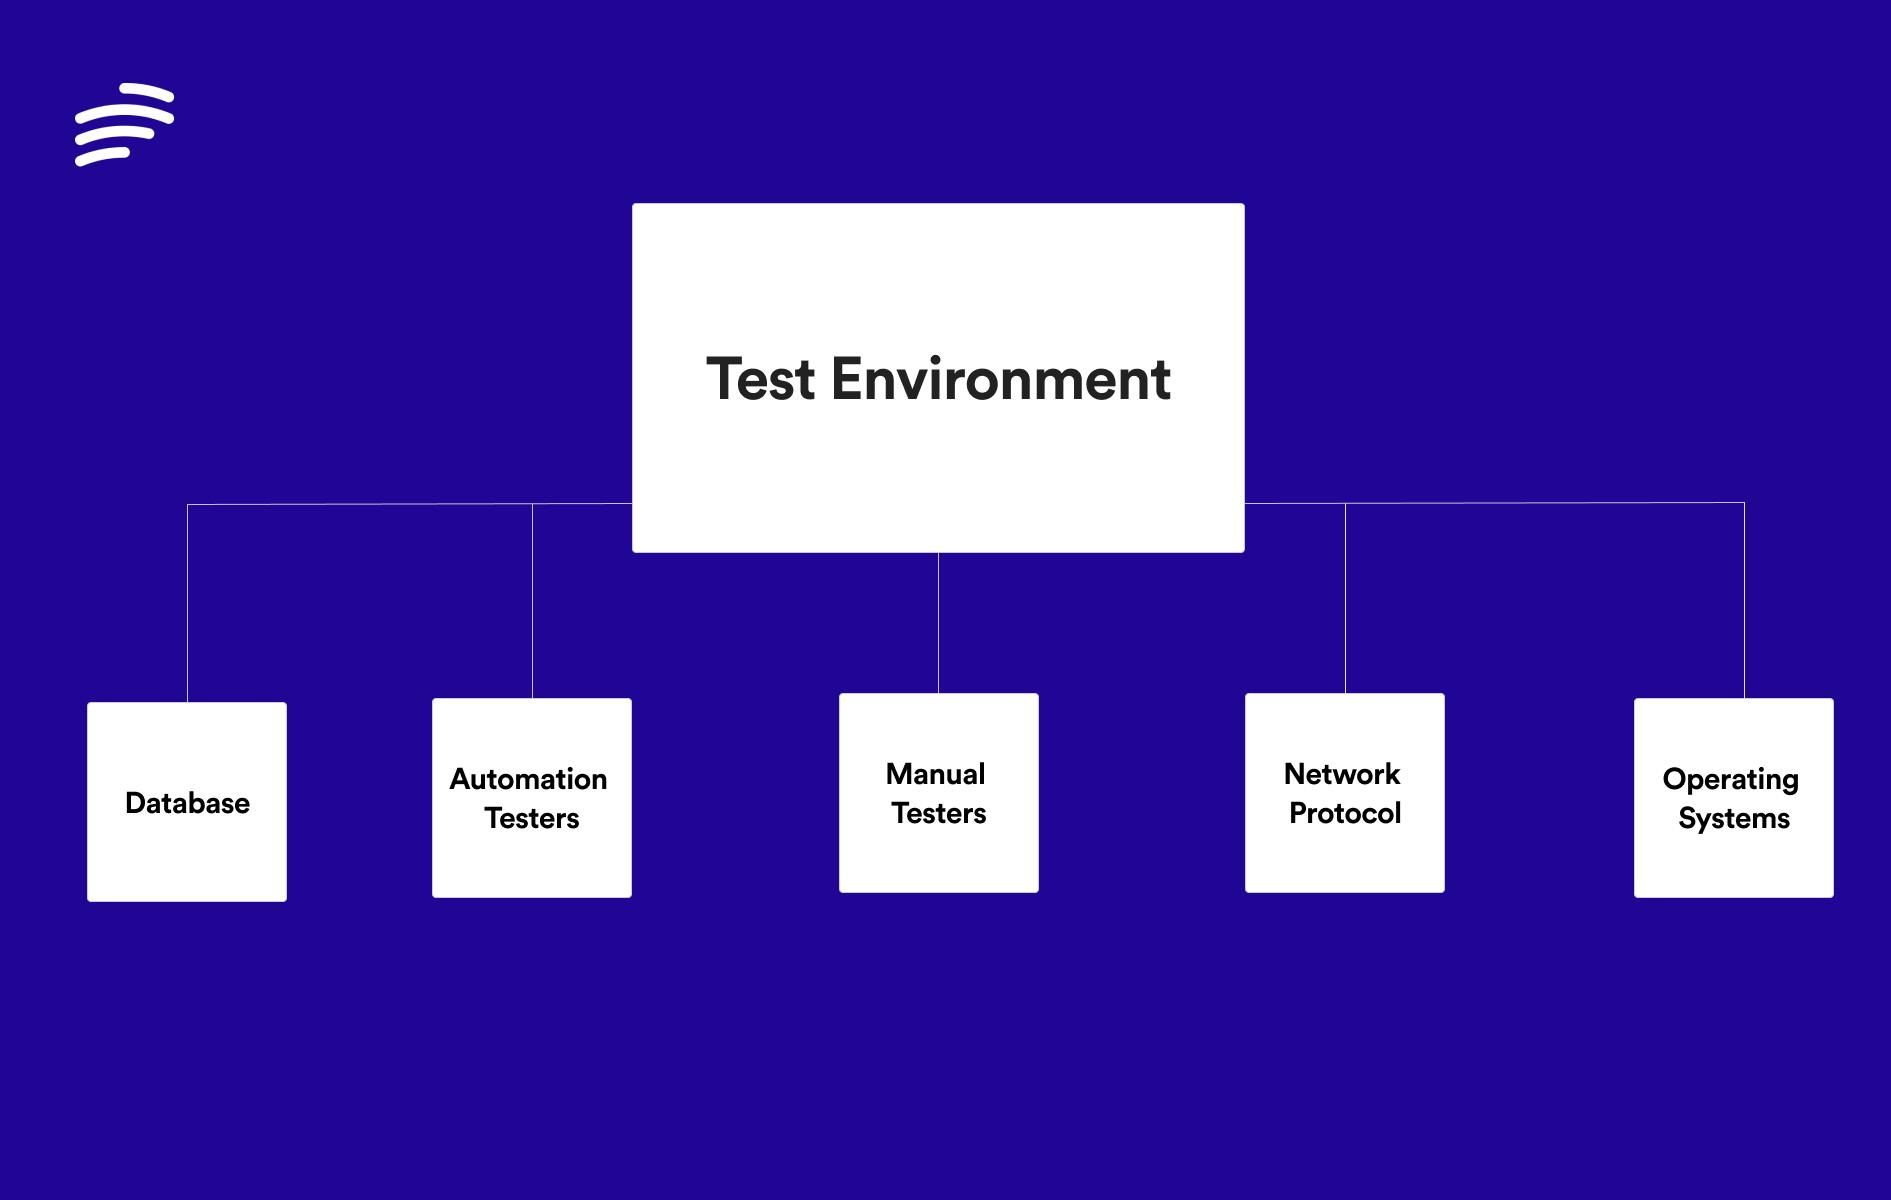 Test Environment
Database
Automation
Testers
Manual
Testers
Network
Protocol
Operating
Systems